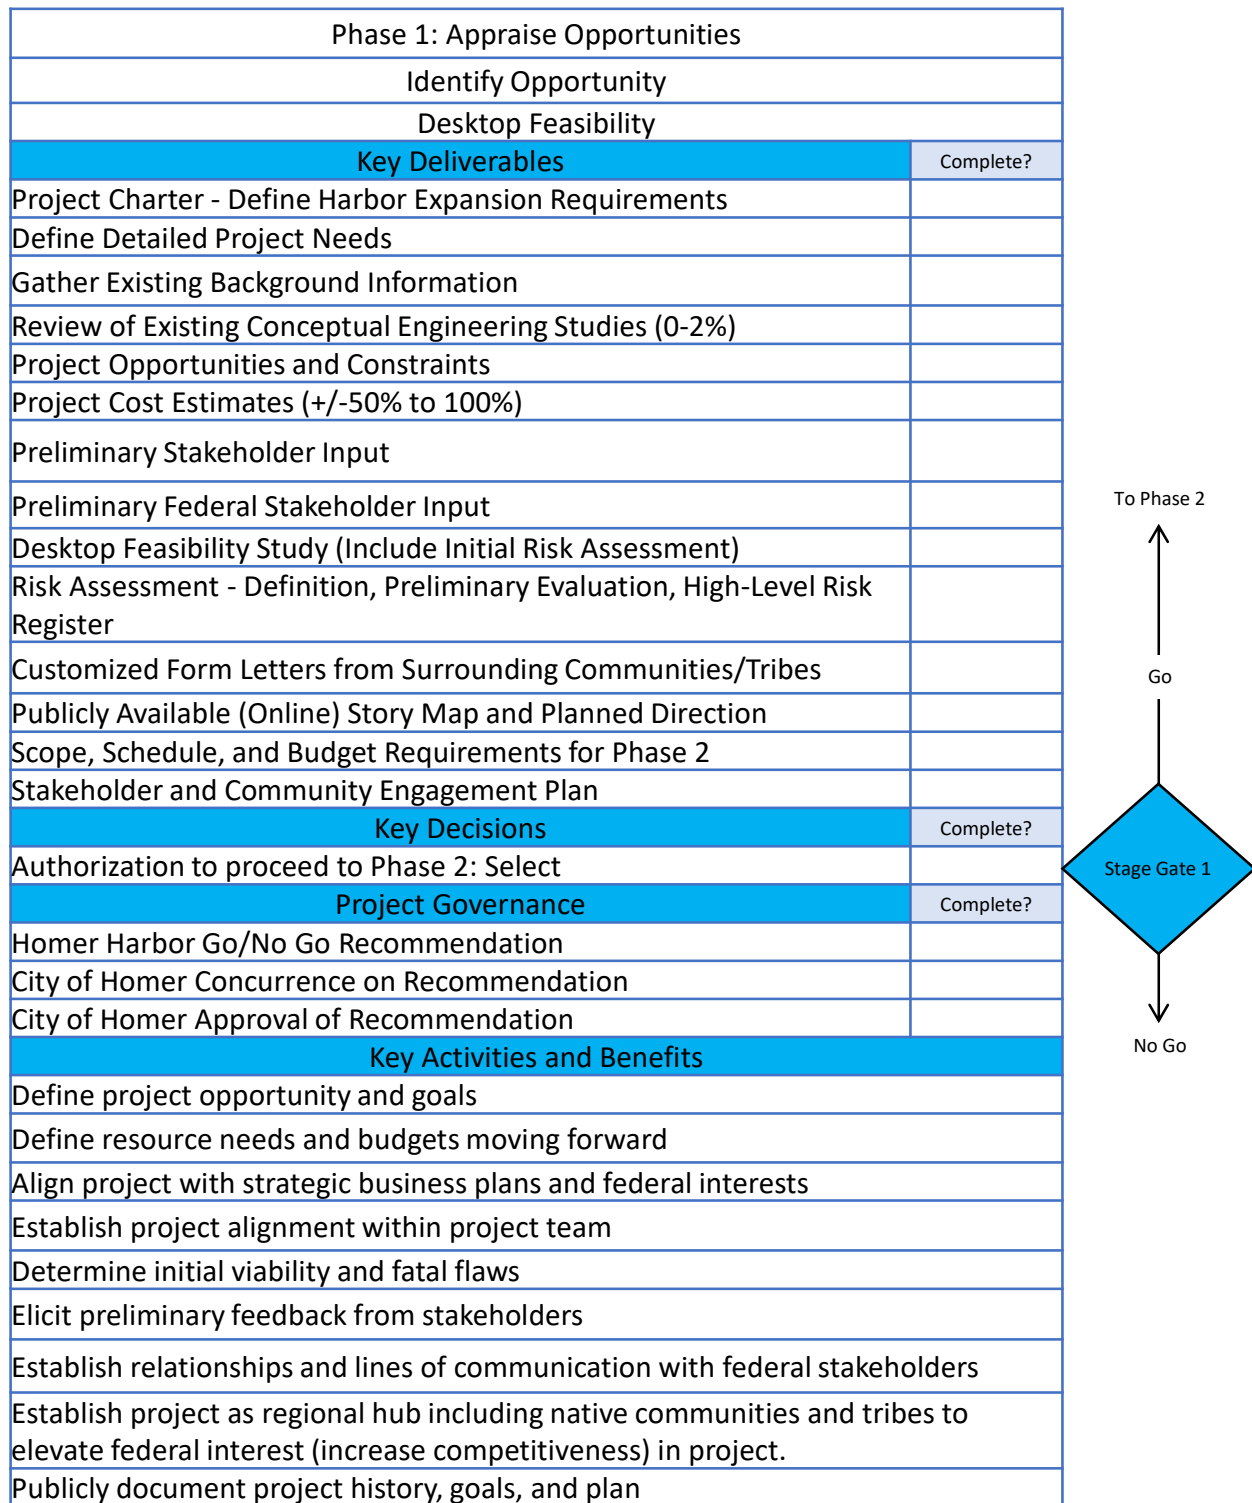 Phase 1: Appraise Opportunities
Identify Opportunity
Desktop Feasibility
Key Deliverables
Complete?
Project Charter - Define Harbor Expansion Requirements
Define Detailed Project Needs
Gather Existing Background Information
Review of Existing Conceptual Engineering Studies (0-2%)
Project Opportunities and Constraints
Project Cost Estimates (+/-50% to 100%)
Preliminary Stakeholder Input
Preliminary Federal Stakeholder Input
Desktop Feasibility Study (Include Initial Risk Assessment)
Risk Assessment - Definition, Preliminary Evaluation, High-Level Risk
Register
Customized Form Letters from Surrounding Communities/Tribes
Publicly Available (Online) Story Map and Planned Direction
Scope, Schedule, and Budget Requirements for Phase 2
Stakeholder and Community Engagement Plan
Key Decisions
Complete?
Authorization to proceed to Phase 2: Select
Project Governance
Complete?
Homer Harbor Go/No Go Recommendation
City of Homer Concurrence on Recommendation
City of Homer Approval of Recommendation
Key Activities and Benefits
Define project opportunity and goals
Define resource needs and budgets moving forward
Align project with strategic business plans and federal interests
Establish project alignment within project team
Determine initial viability and fatal flaws
Elicit preliminary feedback from stakeholders
Establish relationships and lines of communication with federal stakeholders
Establish project as regional hub including native communities and tribes to
elevate federal interest (increase competitiveness) in project.
Publicly document project history, goals, and plan
To Phase 2
Go
Stage Gate 1
No Go